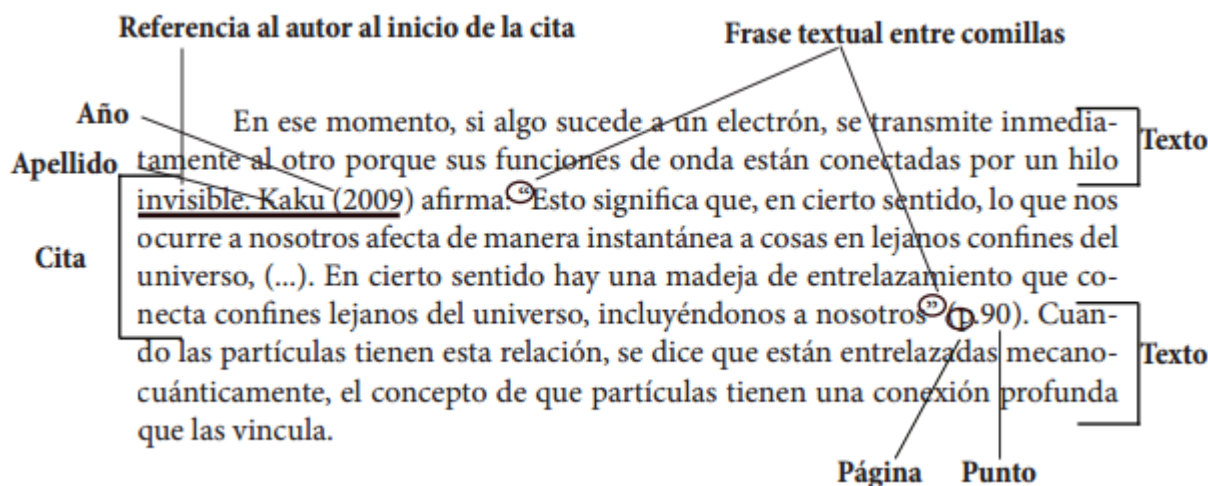 Referencia al autor al inicio de la cita
Frase textual entre comillas
Año
Apellido
Cita
En ese momento, si algo sucede a un electrón, se transmite inmedia-
tamente al otro porque sus funciones de onda están conectadas por un hilo
invisible. Kaku (2009) afirma: “Esto significa que, en cierto sentido, lo que nos
ocurre a nosotros afecta de manera instantánea a cosas en lejanos confines del
universo, (...). En cierto sentido hay una madeja de entrelazamiento que co-
necta confines lejanos del universo, incluyéndonos a nosotros” (p.90). Cuan-
do las partículas tienen esta relación, se dice que están entrelazadas mecano-
cuánticamente, el concepto de que partículas tienen una conexión profunda
que las vincula.
Texto
Texto
Página
Punto